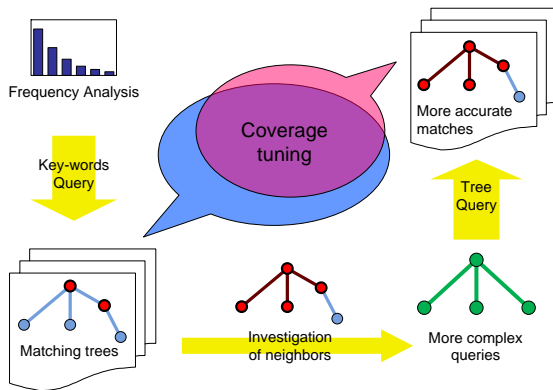 Frequency Analysis
Key-words
Query
Matching trees
Coverage
tuning
Investigation
of neighbors
More complex
queries
Tree
Query
More accurate
matches